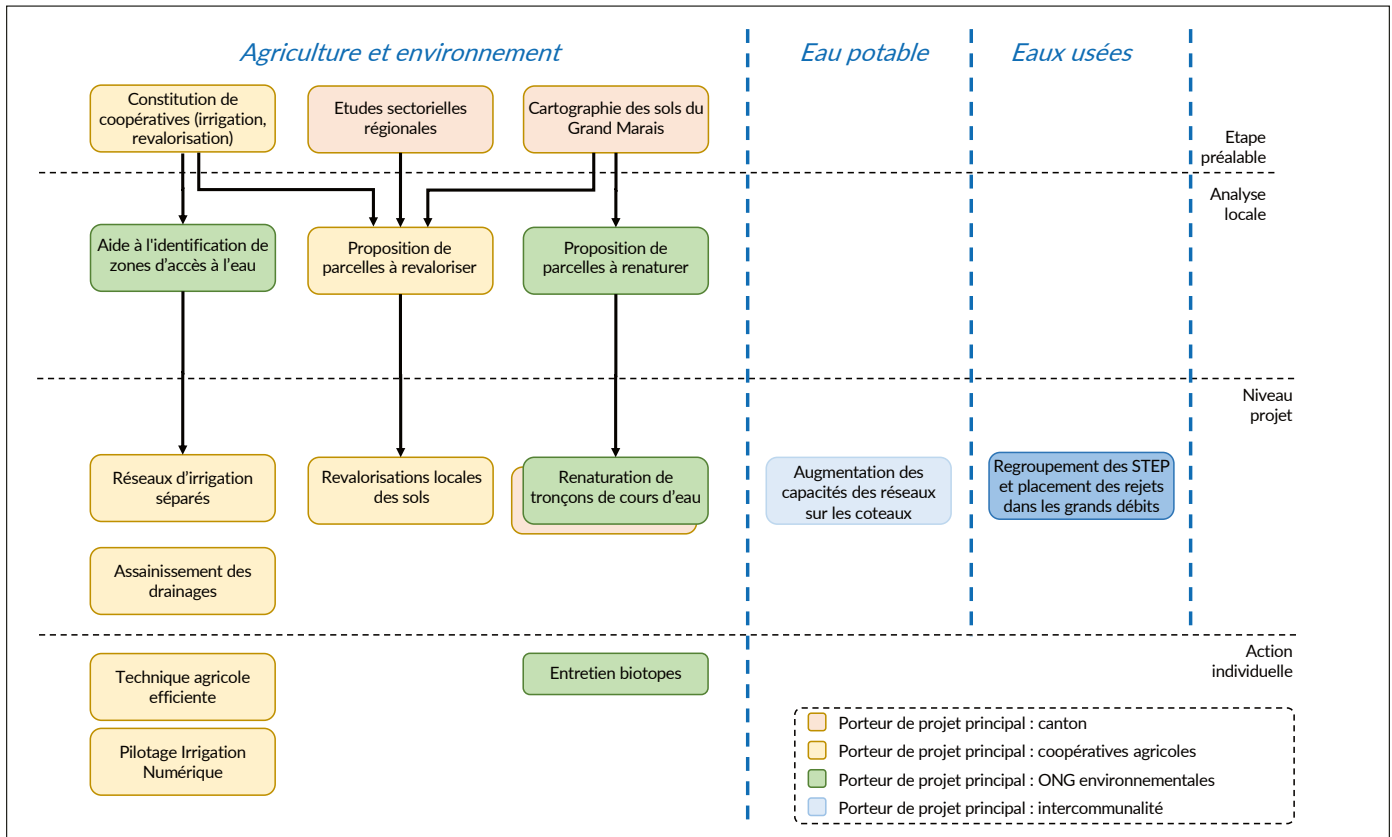 Agriculture et environnement
Eau potable
Eaux usées
Constitution de
coopératives (irrigation,
revalorisation)
Etudes sectorielles
régionales
Cartographie des sols du
Grand Marais
Etape
préalable
Analyse
locale
Aide à l'identification de
zones d'accès à l'eau
Proposition de
parcelles à revaloriser
Proposition de
parcelles à renaturer
Niveau
projet
Réseaux d'irrigation
séparés
Revalorisations locales
des sols
Renaturation de
tronçons de cours d'eau
Augmentation des
capacités des réseaux
sur les coteaux
Regroupement des STEP
et placement des rejets
dans les grands débits
Assainissement des
drainages
Action
individuelle
Technique agricole
efficiente
Entretien biotopes
Pilotage Irrigation
Numérique
Porteur de projet principal : canton
Porteur de projet principal : coopératives agricoles
Porteur de projet principal : ONG environnementales
Porteur de projet principal : intercommunalité